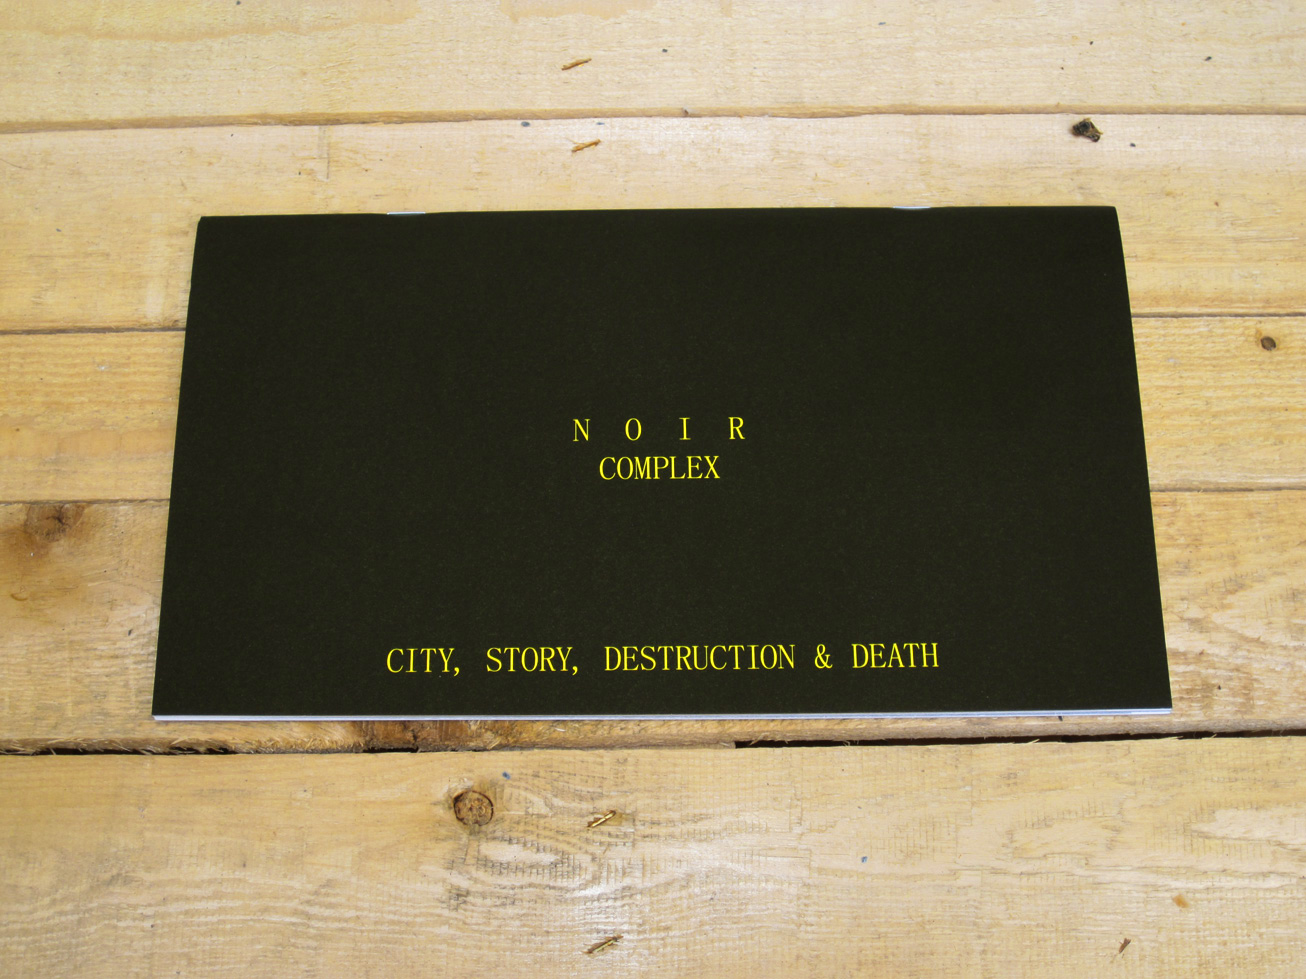 N O I R
COMPLEX
CITY, STORY, DESTRUCTION & DEATH